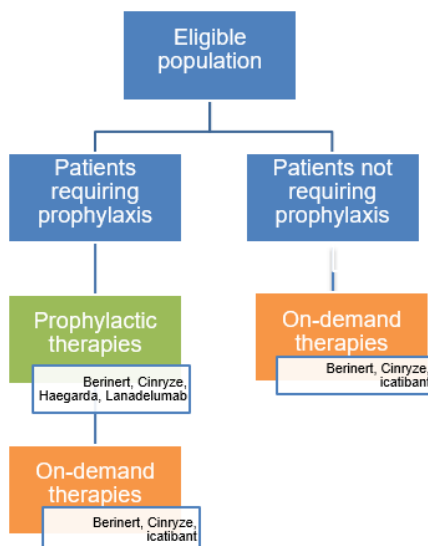 Eligible
population
Patients
requiring
prophylaxis
Patients not
requiring
prophylaxis
Prophylactic
therapies
Berinert, Cinryze,
Haegarda, Lanadelumab
On-demand
therapies
Berinert, Cinryze,
icatibant
On-demand
therapies
Berinert, Cinryze,
icatibant